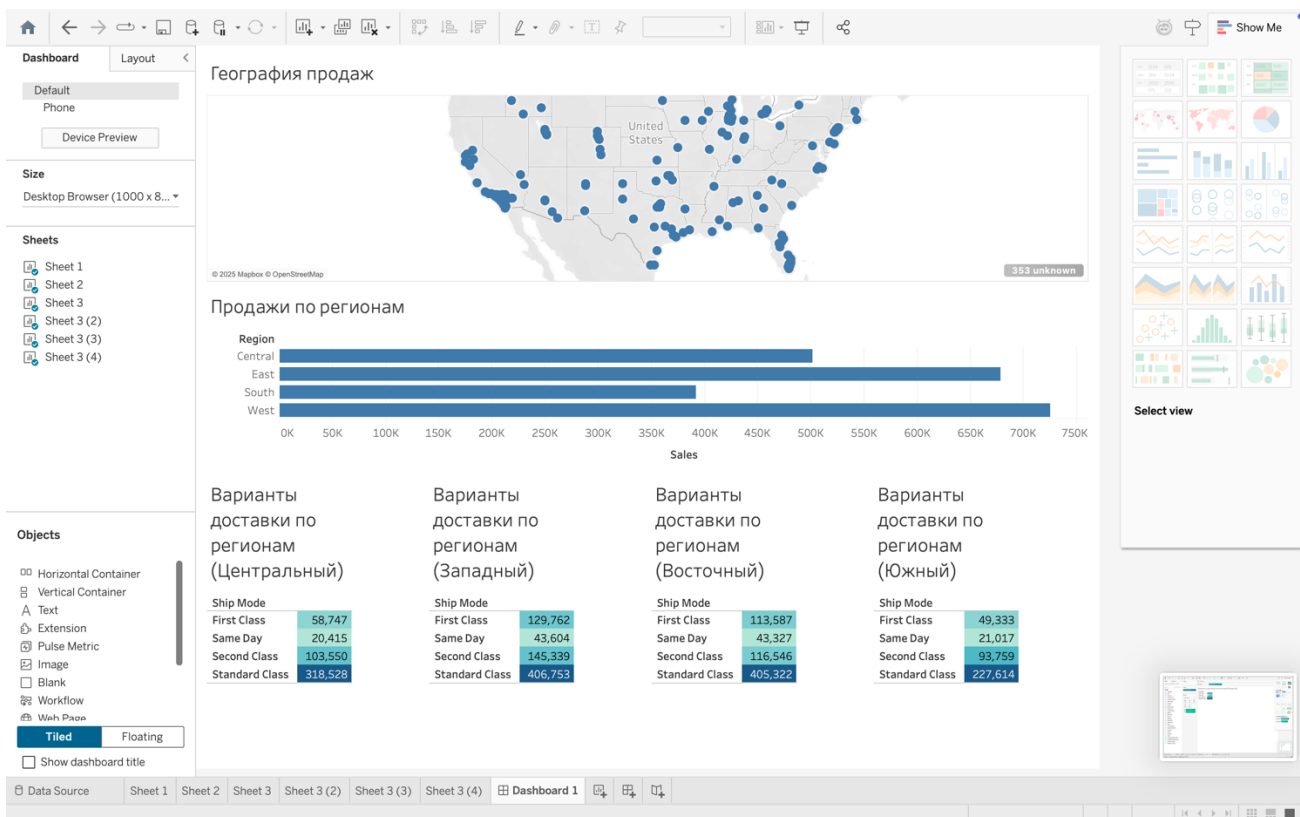 Show Me
Dashboard
Layout
Default
Phone
Device Preview
Size
Desktop Browser (1000 x 8...
Sheets
Sheet 1
Sheet 2
Sheet 3
Sheet 3 (2)
Sheet 3 (3)
Sheet 3 (4)
Objects
Horizontal Container
Vertical Container
A Text
Extension
Pulse Metric
Image
Blank
Workflow
Web Page
Tiled
Floating
Show dashboard title
География продаж
United
States
© 2025 Mapbox © OpenStreetMap
353 unknown
Продажи по регионам
Region
Central
East
South
West
0K 50K 100K 150K 200K 250K 300K 350K 400K 450K 500K 550K 600K 650K 700K 750K
Sales
Варианты
доставки по
регионам
(Центральный)
Ship Mode
First Class 58,747
Same Day 20,415
Second Class 103,550
Standard Class 318,528
Варианты
доставки по
регионам
(Западный)
Ship Mode
First Class 129,762
Same Day 43,604
Second Class 145,339
Standard Class 406,753
Варианты
доставки по
регионам
(Восточный)
Ship Mode
First Class 113,587
Same Day 43,327
Second Class 116,546
Standard Class 405,322
Варианты
доставки по
регионам
(Южный)
Ship Mode
First Class 49,333
Same Day 21,017
Second Class 93,759
Standard Class 227,614
Select view
Data Source
Sheet 1
Sheet 2
Sheet 3
Sheet 3 (2)
Sheet 3 (3)
Sheet 3 (4)
Dashboard 1